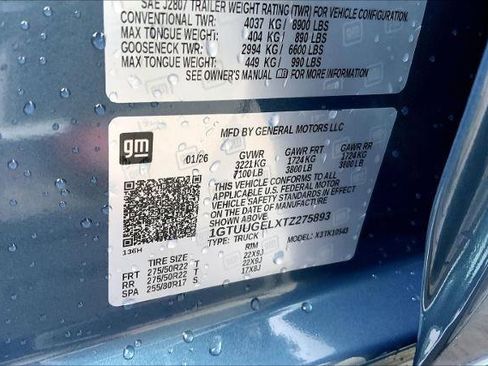 SAE J2807 TRAILER WEIGHT RATING (TWR) FOR VEHICLE CONFIGURATION.
CONVENTIONAL TWR: 4037 KG/ 8900 LBS
MAX TONGUE WT: 404 KG/ 890 LBS
GOOSENECK TWR: 2994 KG/ 6600 LBS
MAX TONGUE WT: 449 KG/ 990 LBS
SEE OWNER'S MANUAL FOR MORE INFORMATION.
gm
MFD BY GENERAL MOTORS LLC
01/26 GVWR GAWR FRT GAWR RR
3221 KG 1724 KG 1724 KG
7100 LB 3800 LB 3800 LB
THIS VEHICLE CONFORMS TO ALL
APPLICABLE U.S. FEDERAL MOTOR
VEHICLE SAFETY STANDARDS IN
EFFECT ON THE DATE OF MANUFACTURE
SHOWN ABOVE
1GTUUGELXTZ275893
136H
TYPE: TRUCK MODEL: X3TK10543
TIRE SIZE RIM
FRT 275/50R22 T 22X9J
RR 275/50R22 T 22X9J
SPA 255/80R17 S 17X8J